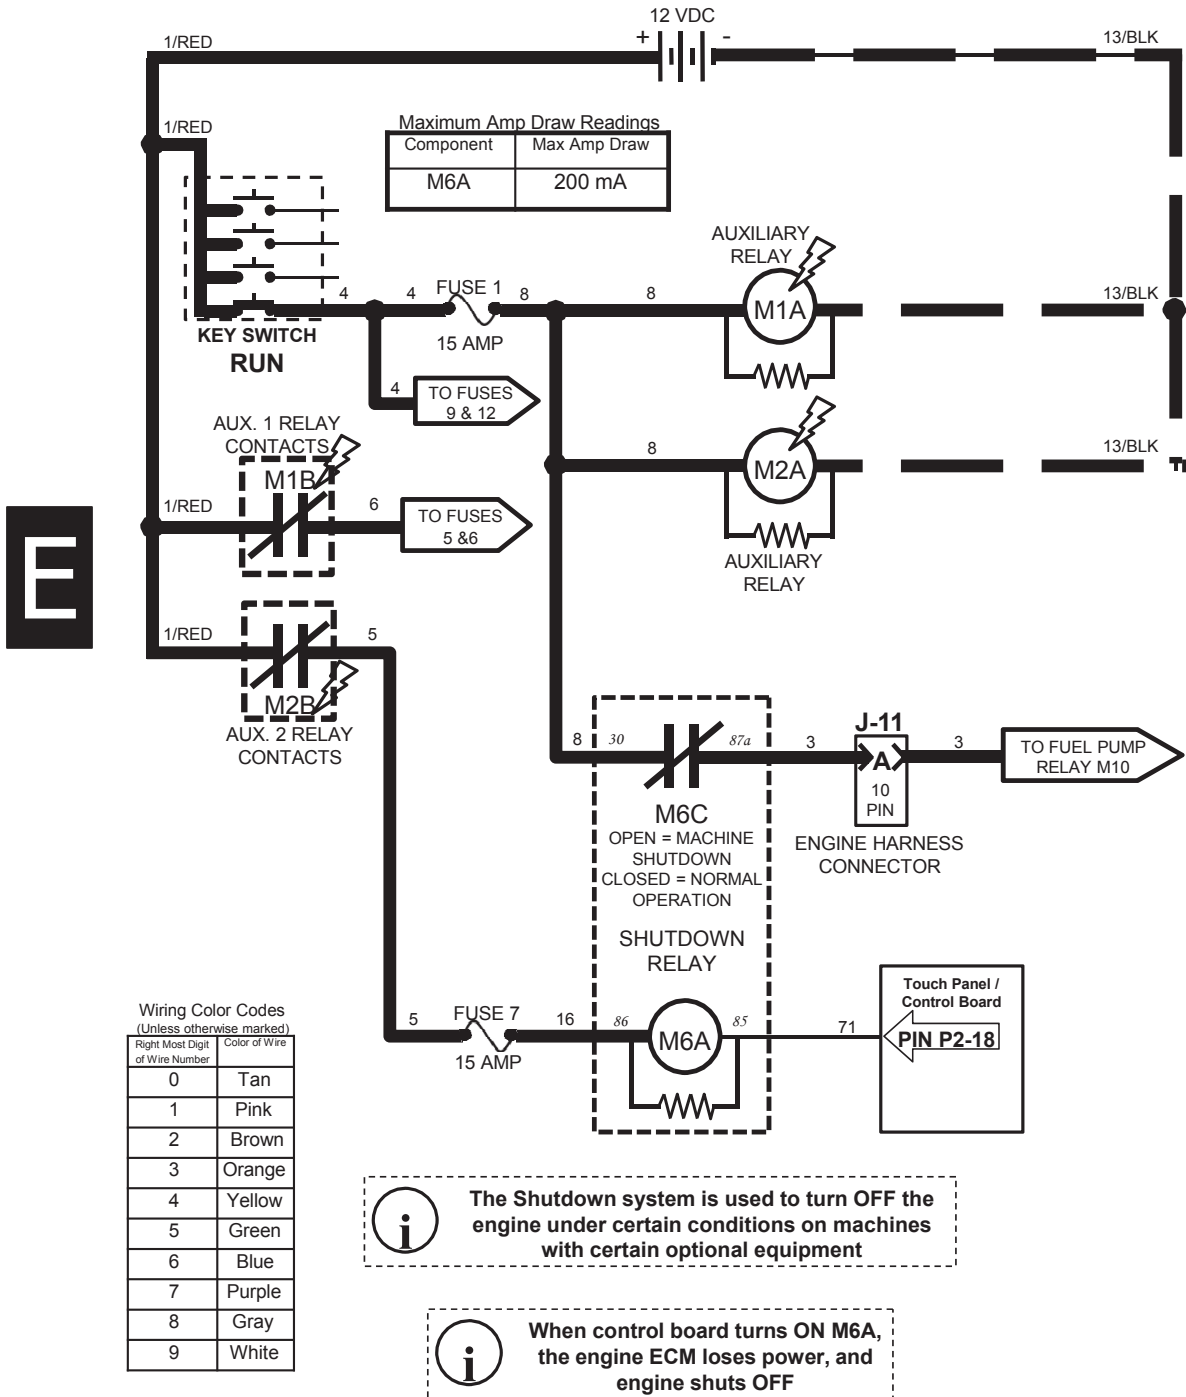 12 VDC
+ -
1/RED
13/BLK
1/RED
Maximum Amp Draw Readings
Component Max Amp Draw
M6A 200 mA
AUXILIARY
RELAY
4 4 FUSE 1 8 8 M1A 13/BLK
15 AMP
KEY SWITCH
RUN
4 TO FUSES
9 & 12
AUX. 1 RELAY
CONTACTS
M1B
8 M2A 13/BLK
1/RED 6 TO FUSES
5 &6
AUXILIARY
RELAY
E
1/RED 5
M2B
AUX. 2 RELAY
CONTACTS
J-11
8 30 87a 3 A 3 TO FUEL PUMP
RELAY M10
10
PIN
M6C
OPEN = MACHINE
SHUTDOWN
CLOSED = NORMAL
OPERATION
ENGINE HARNESS
CONNECTOR
SHUTDOWN
RELAY
Touch Panel /
Control Board
5 FUSE 7 16 86 M6A 85 71 PIN P2-18
15 AMP
Wiring Color Codes
(Unless otherwise marked)
Right Most Digit
of Wire Number
Color of Wire
0 Tan
1 Pink
2 Brown
3 Orange
4 Yellow
5 Green
6 Blue
7 Purple
8 Gray
9 White
i
The Shutdown system is used to turn OFF the
engine under certain conditions on machines
with certain optional equipment
i
When control board turns ON M6A,
the engine ECM loses power, and
engine shuts OFF